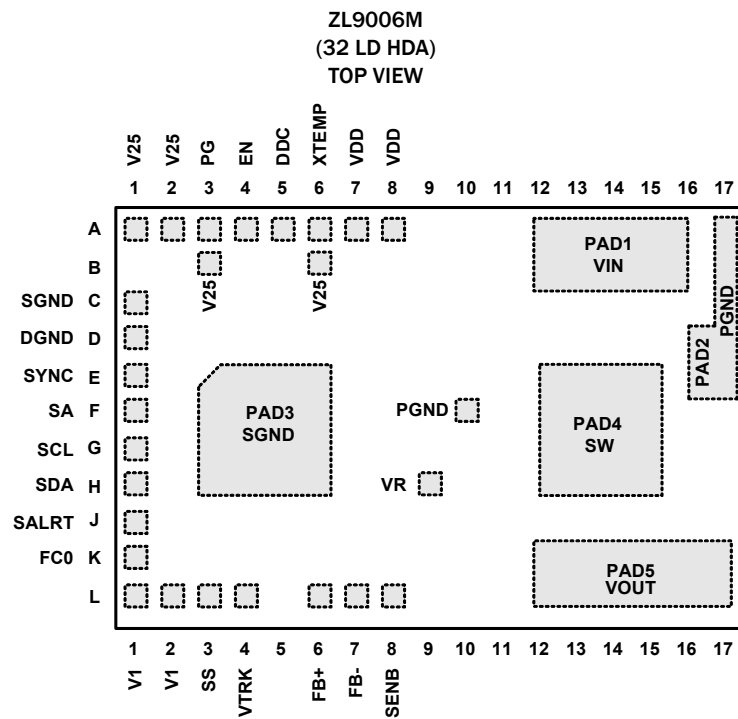 ZL9006M
(32 LD HDA)
TOP VIEW
V25 V25 PG EN DDC XTEMP VDD VDD
1 2 3 4 5 6 7 8 9 10 11 12 13 14 15 16 17
A
B
V25 V25
PAD1
VIN
PAD2
PGND
SGND C
DGND D
SYNC E
SA F
SCL G
SDA H
SALRT J
FC0 K
L
PAD3
SGND
PGND
VR
PAD4
SW
PAD5
VOUT
1 2 3 4 5 6 7 8 9 10 11 12 13 14 15 16 17
V1 V1 SS VTRK FB+ FB- SENB